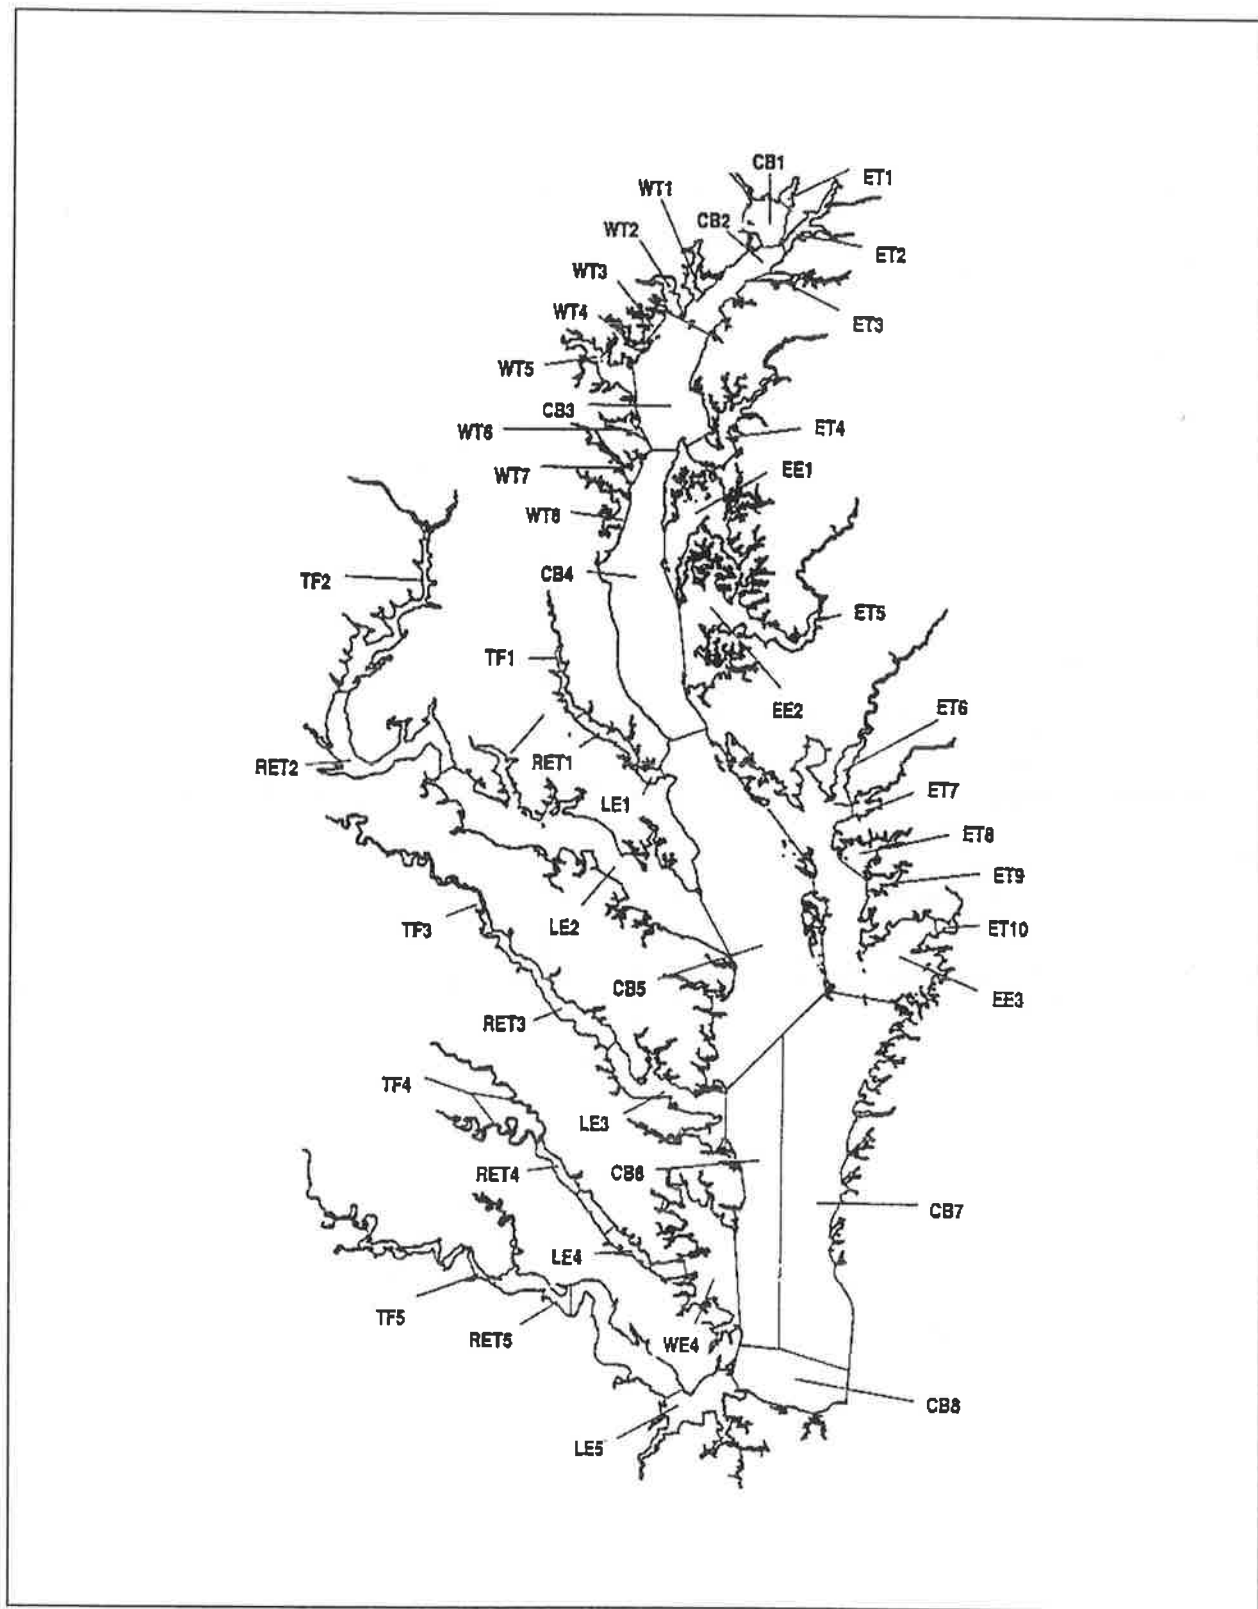 CB1
ET1
WT1
CB2
WT2
ET2
WT3
WT4
ET3
WT5
CB3
WT6
ET4
WT7
EE1
WT8
CB4
TF2
ET5
TF1
EE2
ET6
RET1
RET2
ET7
LE1
ET8
ET9
LE2
TF3
ET10
CB5
EE3
RET3
TF4
LE3
RET4
CB6
CB7
LE4
TF5
RET5
WE4
CB8
LE5